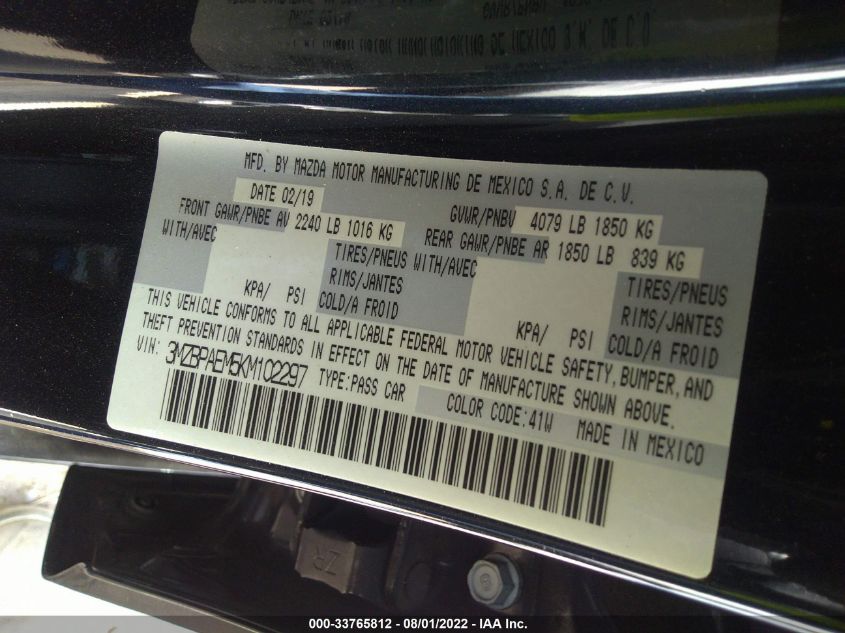 MFD. BY MAZDA MOTOR MANUFACTURING DE MEXICO S.A. DE C.V.
DATE 02/19 GVWR/PNBV 4079 LB 1850 KG
FRONT GAWR/PNBE AV 2240 LB 1016 KG REAR GAWR/PNBE AR 1850 LB 839 KG
WITH/AVEC TIRES/PNEUS WITH/AVEC TIRES/PNEUS
RIMS/JANTES RIMS/JANTES
KPA/ PSI COLD/A FROID KPA/ PSI COLD/A FROID
THIS VEHICLE CONFORMS TO ALL APPLICABLE FEDERAL MOTOR VEHICLE SAFETY, BUMPER, AND
THEFT PREVENTION STANDARDS IN EFFECT ON THE DATE OF MANUFACTURE SHOWN ABOVE.
VIN: 3MZBPAEM5KM102297 TYPE:PASS CAR
COLOR CODE:41W MADE IN MEXICO
ZR
000-33765812 - 08/01/2022 - IAA Inc.